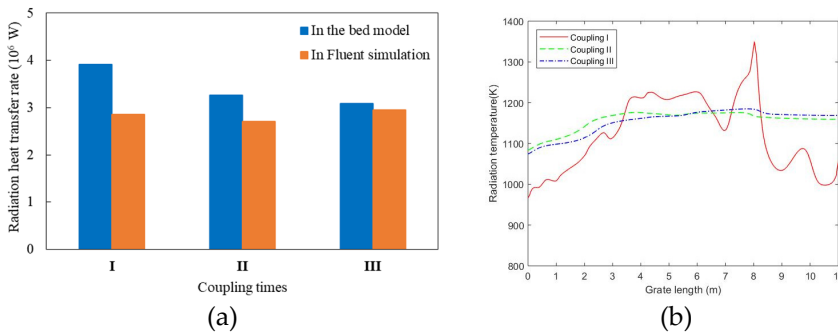 (a)
Radiation heat transfer rate (10⁶ W)
5
4
3
2
1
0
In the bed model
In Fluent simulation
I II III
Coupling times
(b)
Radiation temperature(K)
1400
1300
1200
1100
1000
900
800
Coupling I
Coupling II
Coupling III
0 1 2 3 4 5 6 7 8 9 10 1
Grate length (m)